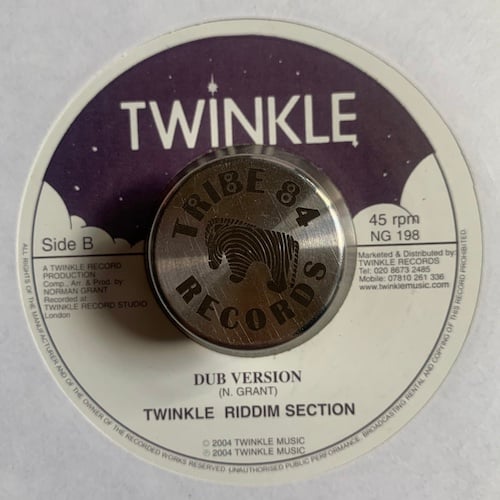 TWINKLE
TRIBE 84
RECORDS
Side B
A TWINKLE RECORD
PRODUCTION
Comp., Arr. & Prod. by:
NORMAN GRANT
Recorded at
TWINKLE RECORD STUDIO
London
45 rpm
NG 198
Marketed & Distributed by:
TWINKLE RECORDS.
Tel: 020 8673 2485
Mobile: 07810 261 336
www.twinklemusic.com
DUB VERSION
(N. GRANT)
TWINKLE RIDDIM SECTION
© 2004 TWINKLE MUSIC
℗ 2004 TWINKLE MUSIC
ALL RIGHTS OF THE MANUFACTURER AND OF THE OWNER OF THE RECORDED WORKS RESERVED. UNAUTHORISED PUBLIC PERFORMANCE, BROADCASTING RENTAL AND COPYING OF THIS RECORD PROHIBITED.